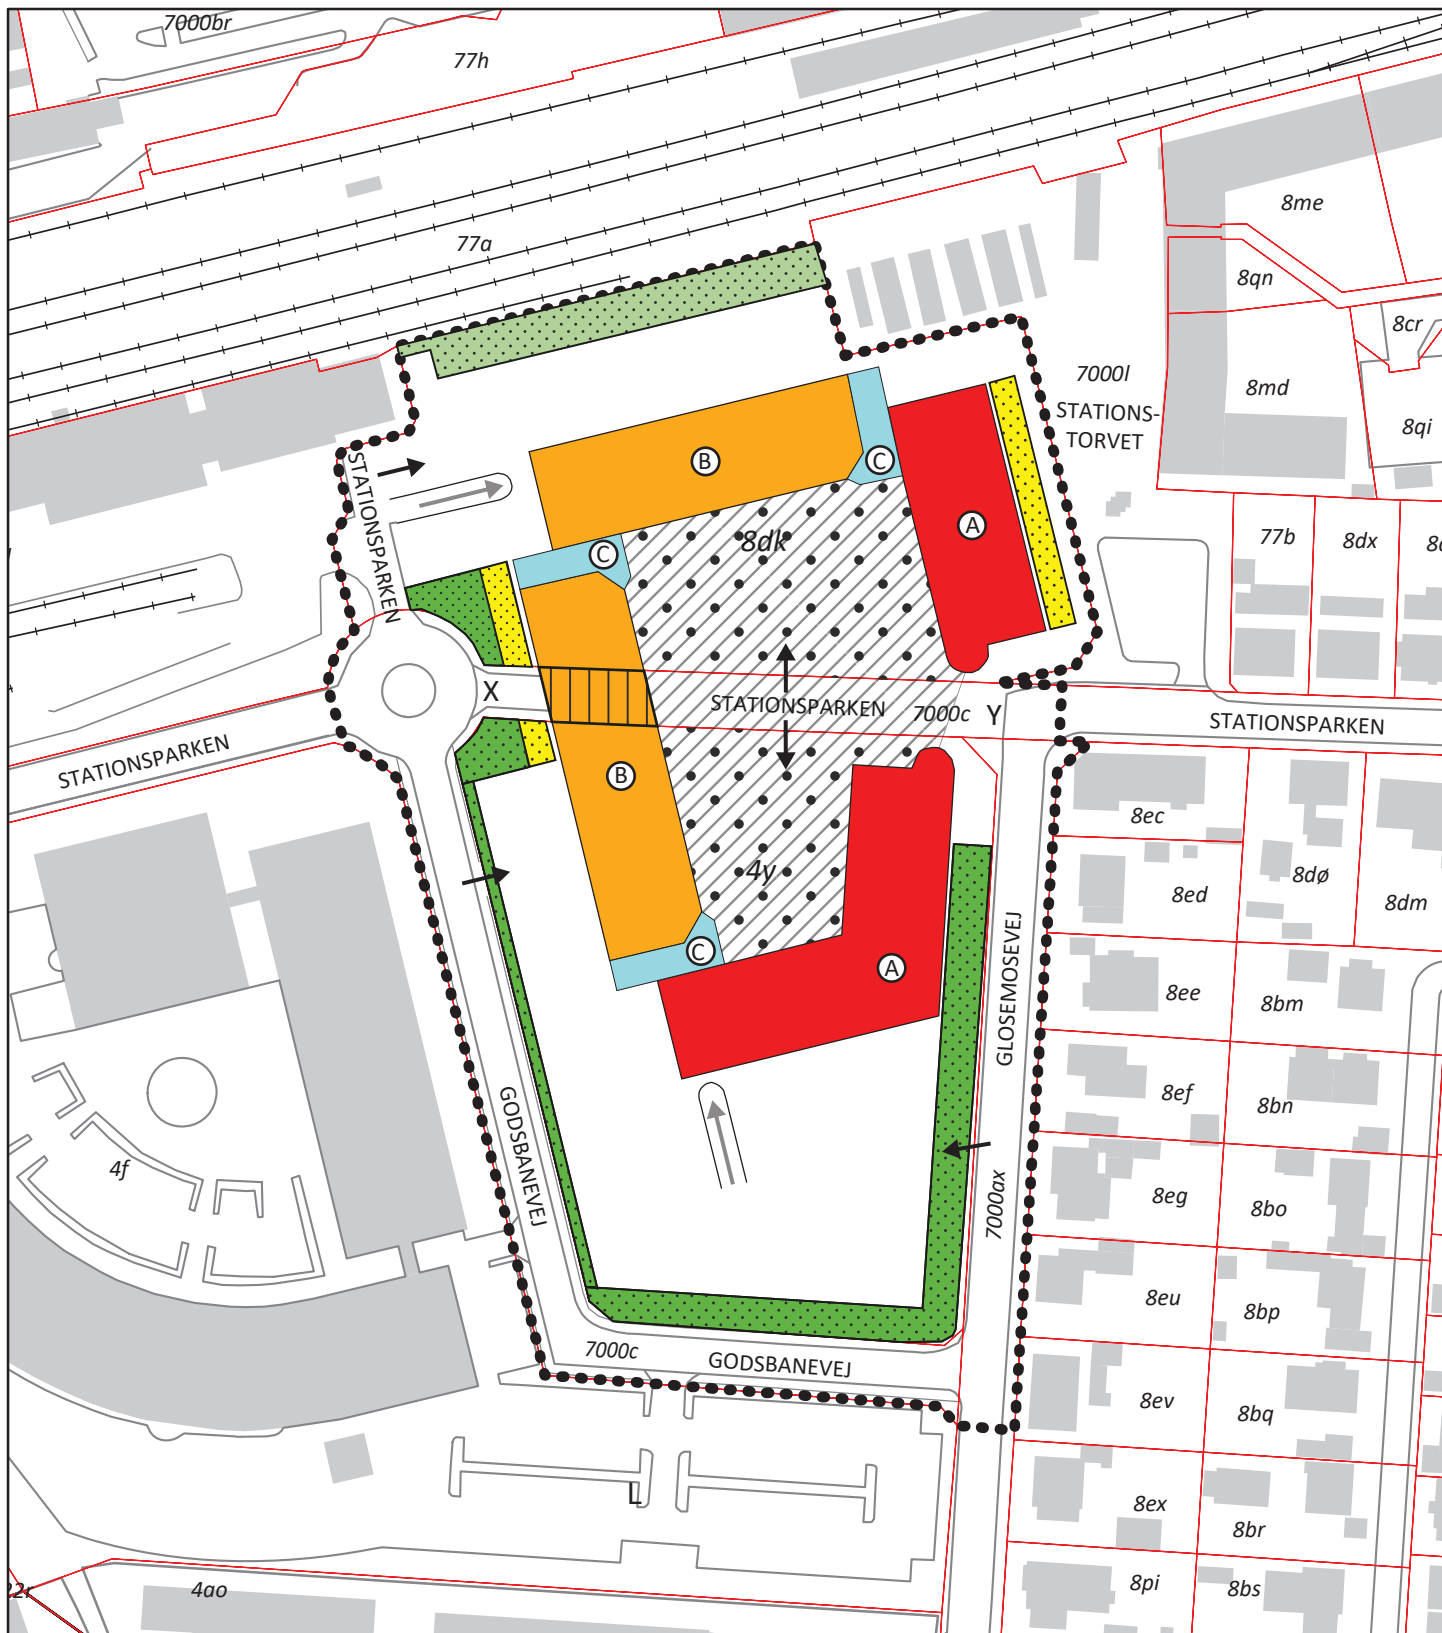 7000br
77h
77a
8me
8qn
8cr
7000l
STATIONS-
TORVET
8md
8qi
B
C
A
STATIONSPARKEN
C
8dk
77b
8dx
X
STATIONSPARKEN
7000c
Y
STATIONSPARKEN
STATIONSPARKEN
B
8ec
4y
8dø
8ed
8dm
C
A
GLOSEMOSEVEJ
8ee
8bm
8ef
8bn
GODSBANEVEJ
4f
7000ax
8eg
8bo
8eu
8bp
7000c
GODSBANEVEJ
8ev
8bq
L
8ex
8br
4ao
8pi
8bs